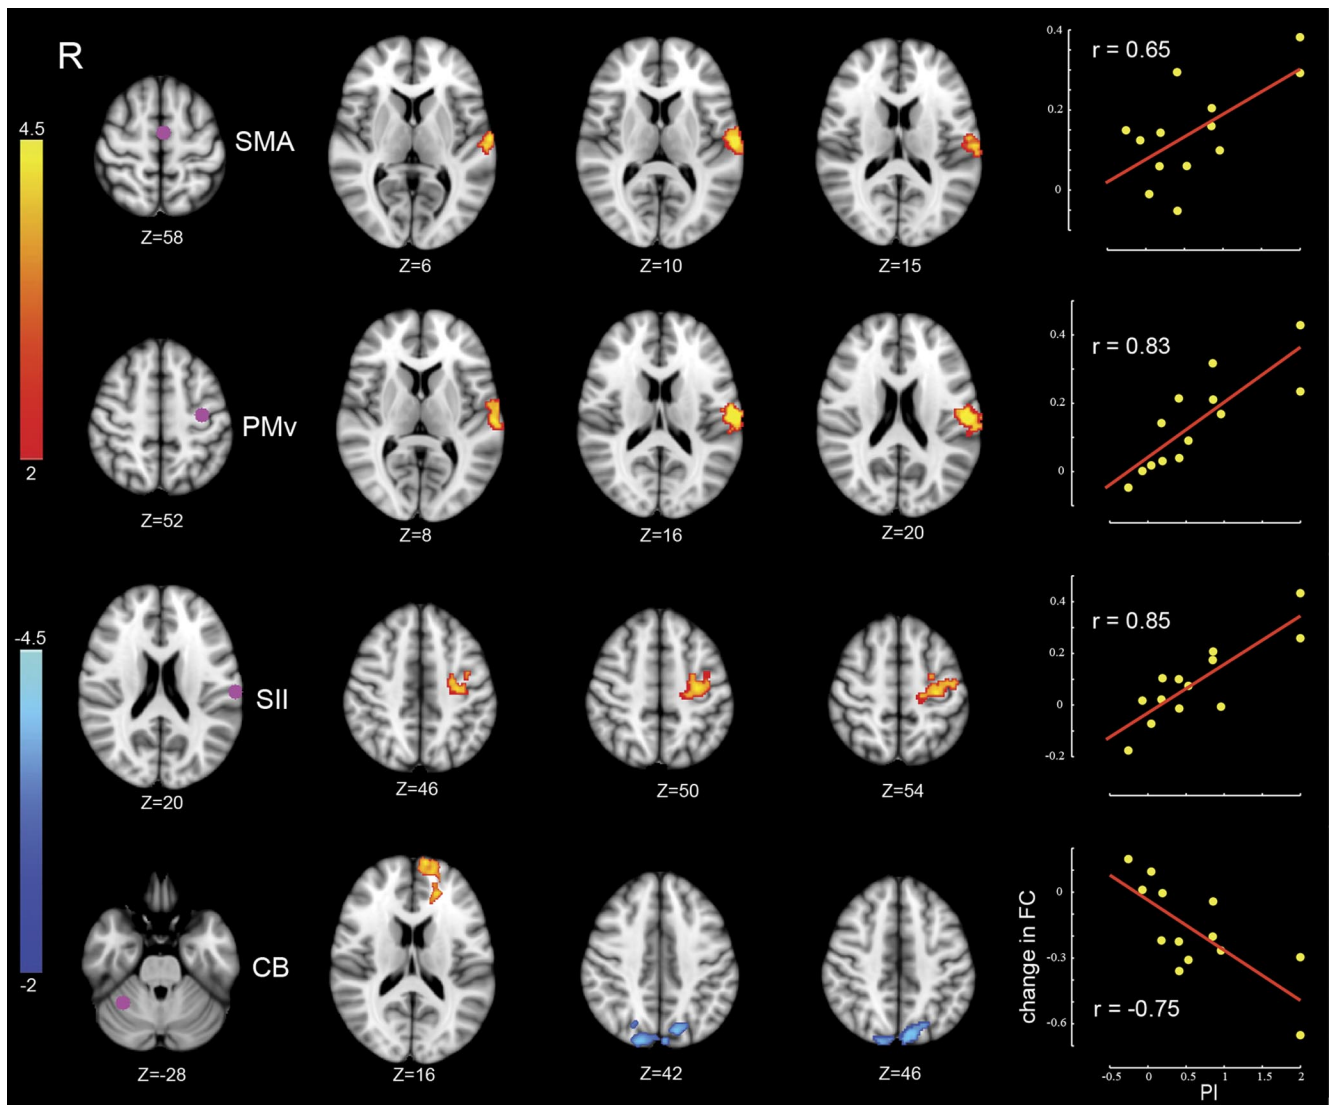 R
4.5
2
-4.5
-2
SMA
Z=58
Z=6
Z=10
Z=15
0.4
0.2
0
r = 0.65
PMv
Z=52
Z=8
Z=16
Z=20
0.4
0.2
0
r = 0.83
SII
Z=20
Z=46
Z=50
Z=54
0.4
0.2
0
-0.2
r = 0.85
CB
Z=-28
Z=16
Z=42
Z=46
change in FC
0
-0.3
-0.6
r = -0.75
-0.5 0 0.5 1 1.5 2
PI